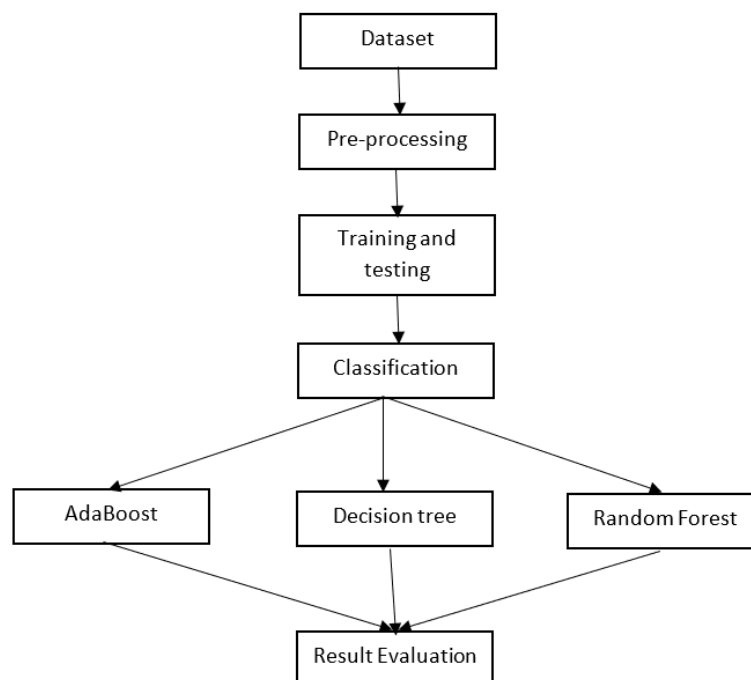 Dataset
Pre-processing
Training and
testing
Classification
AdaBoost
Decision tree
Random Forest
Result Evaluation